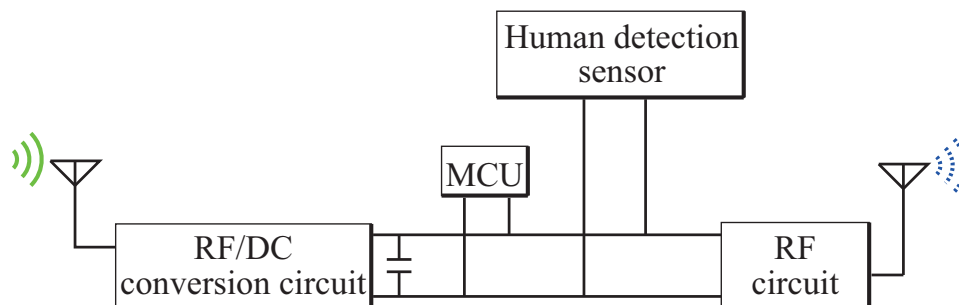 Human detection
sensor
MCU
RF/DC
conversion circuit
RF
circuit